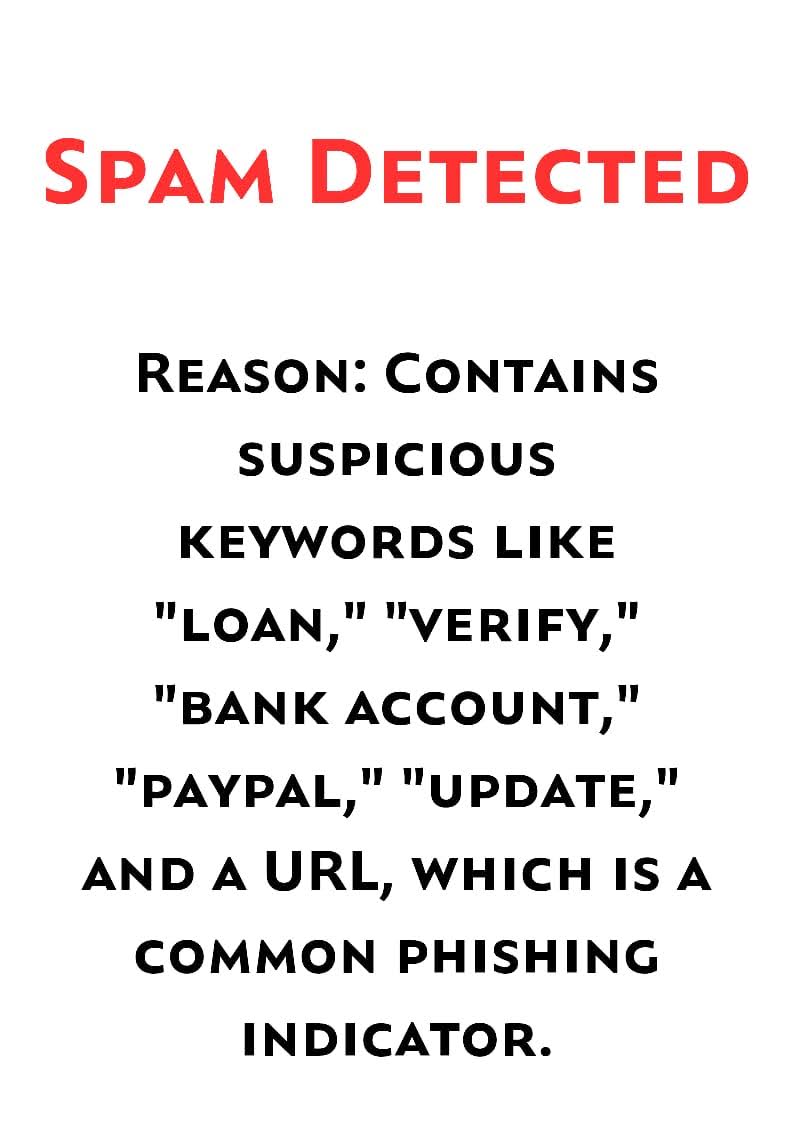 Spam Detected
Reason: Contains
suspicious
keywords like
"loan," "verify,"
"bank account,"
"paypal," "update,"
and a URL, which is a
common phishing
indicator.